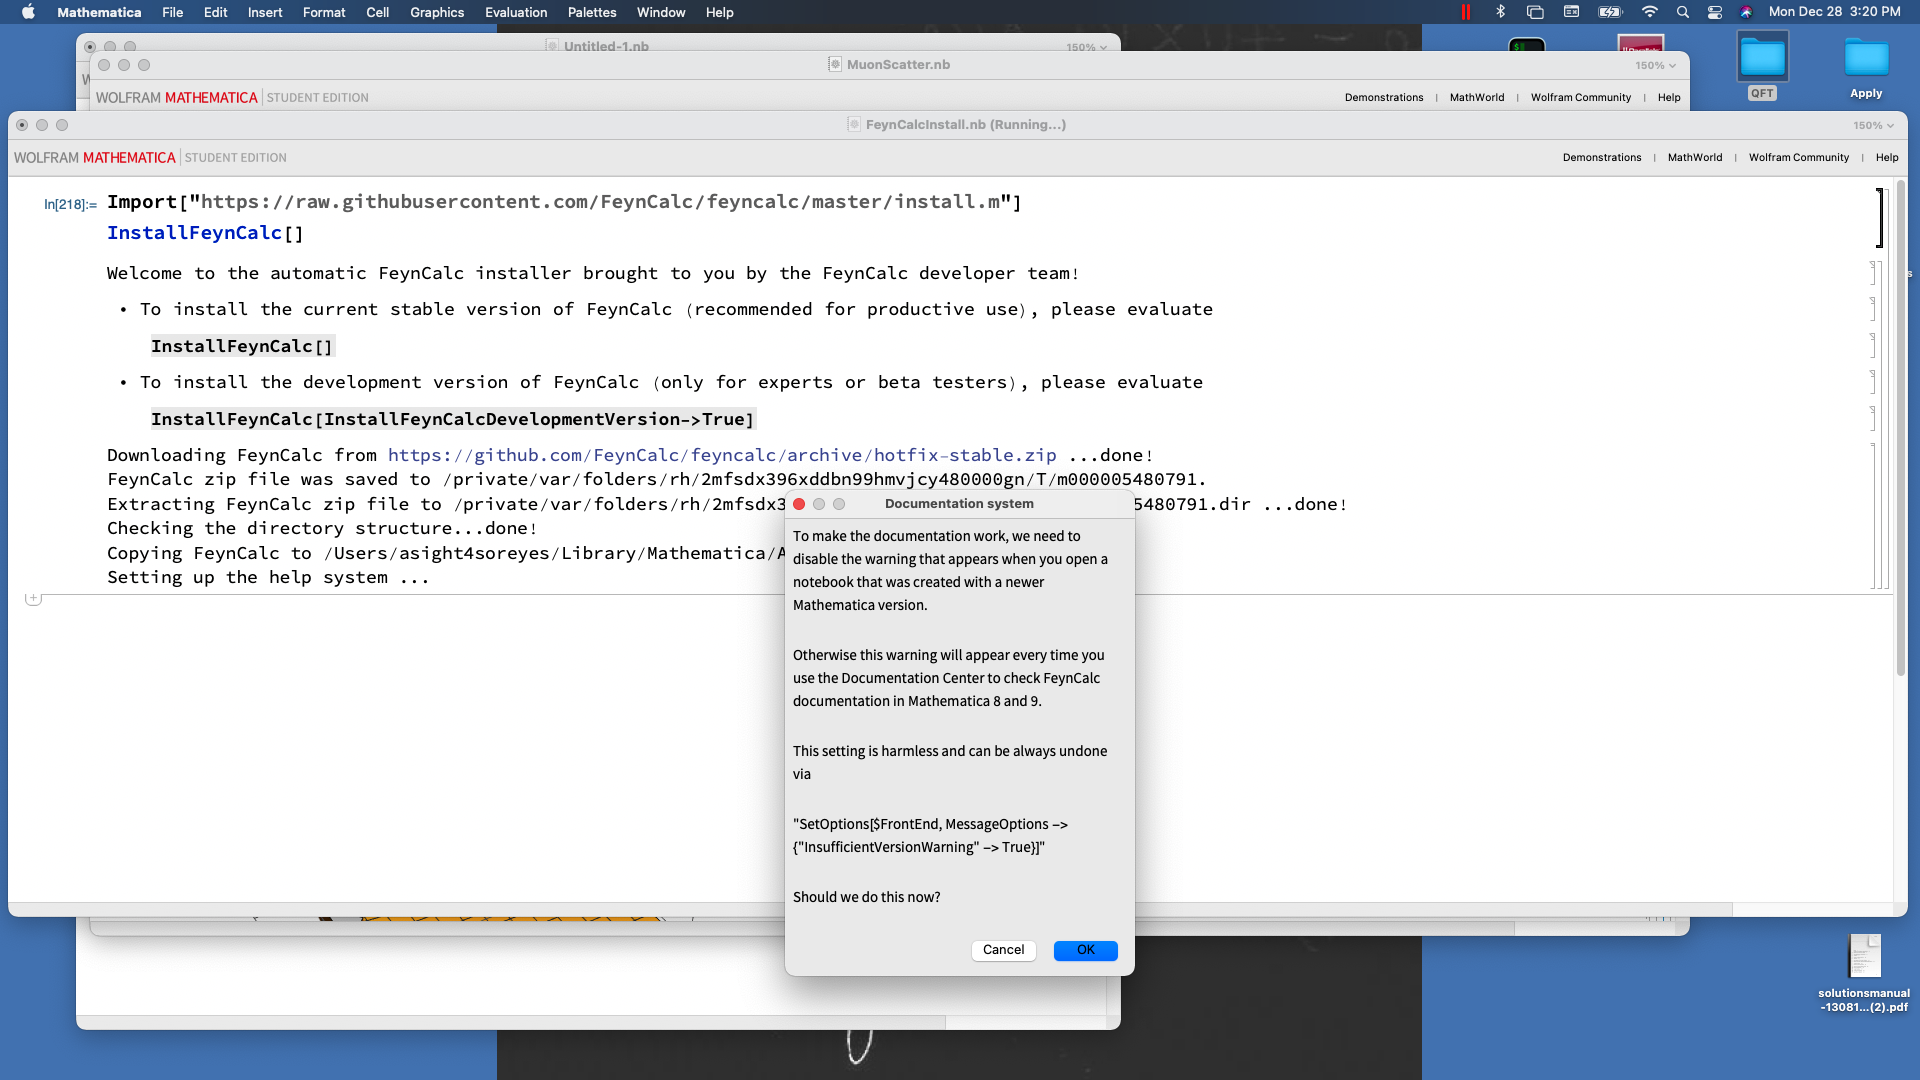 Mathematica File Edit Insert Format Cell Graphics Evaluation Palettes Window Help Mon Dec 28 3:20 PM
Untitled-1.nb 150%
MuonScatter.nb 150%
QFT
Apply
WOLFRAM MATHEMATICA STUDENT EDITION Demonstrations | MathWorld | Wolfram Community | Help
FeynCalcInstall.nb (Running...) 150%
WOLFRAM MATHEMATICA STUDENT EDITION Demonstrations | MathWorld | Wolfram Community | Help
In[218]:= Import["https://raw.githubusercontent.com/FeynCalc/feyncalc/master/install.m"]
InstallFeynCalc[]
Welcome to the automatic FeynCalc installer brought to you by the FeynCalc developer team!
• To install the current stable version of FeynCalc (recommended for productive use), please evaluate
InstallFeynCalc[]
• To install the development version of FeynCalc (only for experts or beta testers), please evaluate
InstallFeynCalc[InstallFeynCalcDevelopmentVersion->True]
Downloading FeynCalc from https://github.com/FeynCalc/feyncalc/archive/hotfix-stable.zip ...done!
FeynCalc zip file was saved to /private/var/folders/rh/2mfsdx396xddbn99hmvjcy480000gn/T/m000005480791.
Extracting FeynCalc zip file to /private/var/folders/rh/2mfsdx3 5480791.dir ...done!
Checking the directory structure...done!
Copying FeynCalc to /Users/asight4soreyes/Library/Mathematica/A
Setting up the help system ...
Documentation system
To make the documentation work, we need to
disable the warning that appears when you open a
notebook that was created with a newer
Mathematica version.
Otherwise this warning will appear every time you
use the Documentation Center to check FeynCalc
documentation in Mathematica 8 and 9.
This setting is harmless and can be always undone
via
"SetOptions[$FrontEnd, MessageOptions ->
{"InsufficientVersionWarning" -> True}]"
Should we do this now?
Cancel OK
solutionsmanual
-13081...(2).pdf